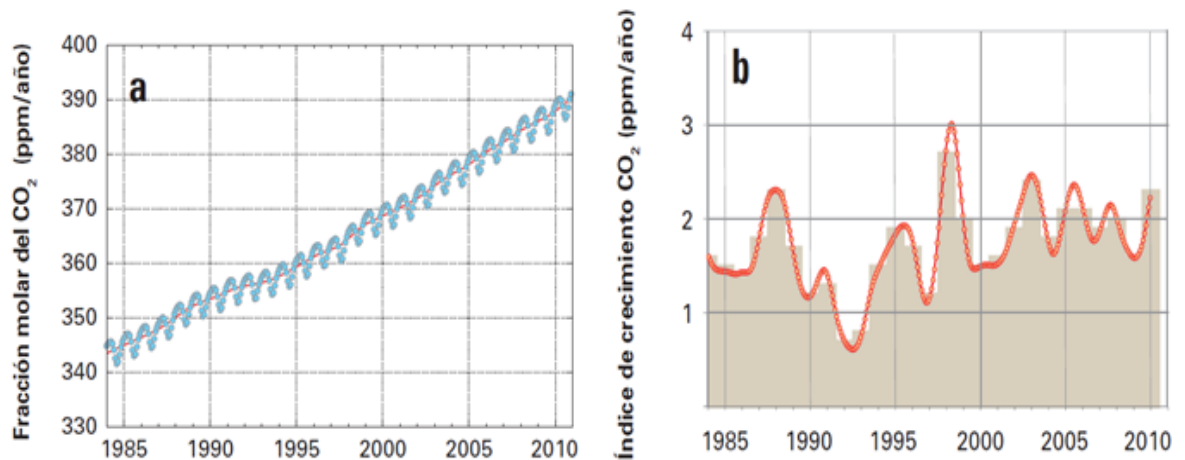 Fracción molar del CO₂ (ppm/año)
a
400
390
380
370
360
350
340
330
1985 1990 1995 2000 2005 2010
Índice de crecimiento CO₂ (ppm/año)
b
4
3
2
1
1985 1990 1995 2000 2005 2010